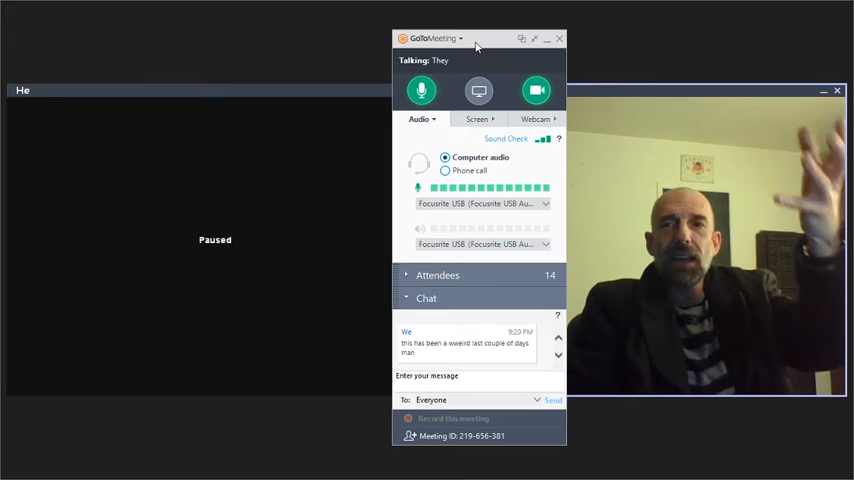 GoToMeeting
Talking: They
He
Audio
Screen
Webcam
Sound Check
?
Computer audio
Phone call
Focusrite USB (Focusrite USB Au...
Focusrite USB (Focusrite USB Au...
Paused
Attendees 14
Chat
?
We 9:20 PM
this has been a wweird last couple of days
man
Enter your message
To: Everyone
Send
Record this meeting
Meeting ID: 219-656-381